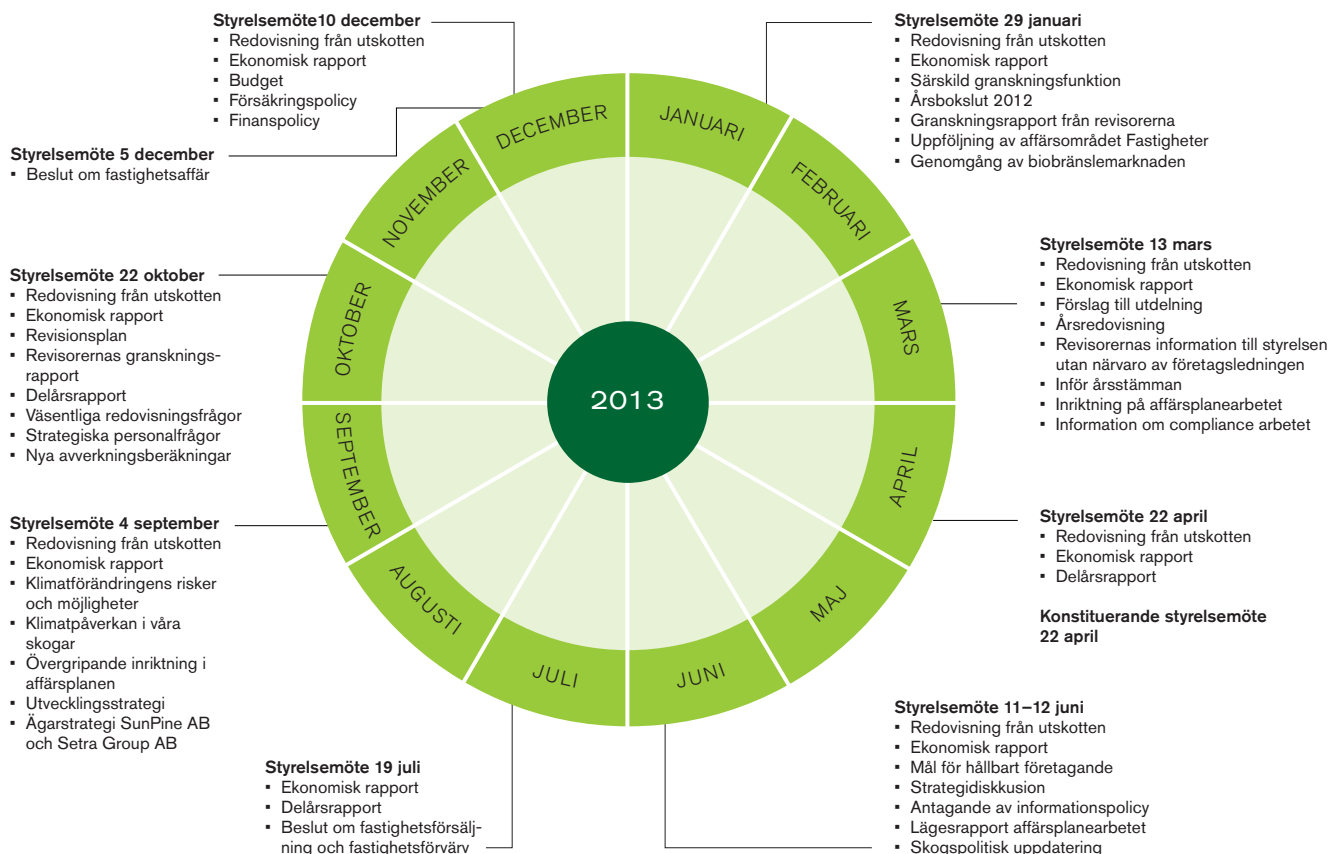 Styrelsemöte10 december
▪ Redovisning från utskotten
▪ Ekonomisk rapport
▪ Budget
▪ Försäkringspolicy
▪ Finanspolicy
Styrelsemöte 29 januari
▪ Redovisning från utskotten
▪ Ekonomisk rapport
▪ Särskild granskningsfunktion
▪ Årsbokslut 2012
▪ Granskningsrapport från revisorerna
▪ Uppföljning av affärsområdet Fastigheter
▪ Genomgång av biobränslemarknaden
Styrelsemöte 5 december
▪ Beslut om fastighetsaffär
Styrelsemöte 13 mars
▪ Redovisning från utskotten
▪ Ekonomisk rapport
▪ Förslag till utdelning
▪ Årsredovisning
▪ Revisorernas information till styrelsen
utan närvaro av företagsledningen
▪ Inför årsstämman
▪ Inriktning på affärsplanearbetet
▪ Information om compliance arbetet
Styrelsemöte 22 oktober
▪ Redovisning från utskotten
▪ Ekonomisk rapport
▪ Revisionsplan
▪ Revisorernas gransknings-
rapport
▪ Delårsrapport
▪ Väsentliga redovisningsfrågor
▪ Strategiska personalfrågor
▪ Nya avverkningsberäkningar
JANUARI
FEBRUARI
MARS
APRIL
MAJ
JUNI
JULI
AUGUSTI
SEPTEMBER
OKTOBER
NOVEMBER
DECEMBER
2013
Styrelsemöte 22 april
▪ Redovisning från utskotten
▪ Ekonomisk rapport
▪ Delårsrapport
Konstituerande styrelsemöte
22 april
Styrelsemöte 4 september
▪ Redovisning från utskotten
▪ Ekonomisk rapport
▪ Klimatförändringens risker
och möjligheter
▪ Klimatpåverkan i våra
skogar
▪ Övergripande inriktning i
affärsplanen
▪ Utvecklingsstrategi
▪ Ägarstrategi SunPine AB
och Setra Group AB
Styrelsemöte 19 juli
▪ Ekonomisk rapport
▪ Delårsrapport
▪ Beslut om fastighetsförsälj-
ning och fastighetsförvärv
Styrelsemöte 11–12 juni
▪ Redovisning från utskotten
▪ Ekonomisk rapport
▪ Mål för hållbart företagande
▪ Strategidiskkusion
▪ Antagande av informationspolicy
▪ Lägesrapport affärsplanearbetet
▪ Skogspolitisk uppdatering